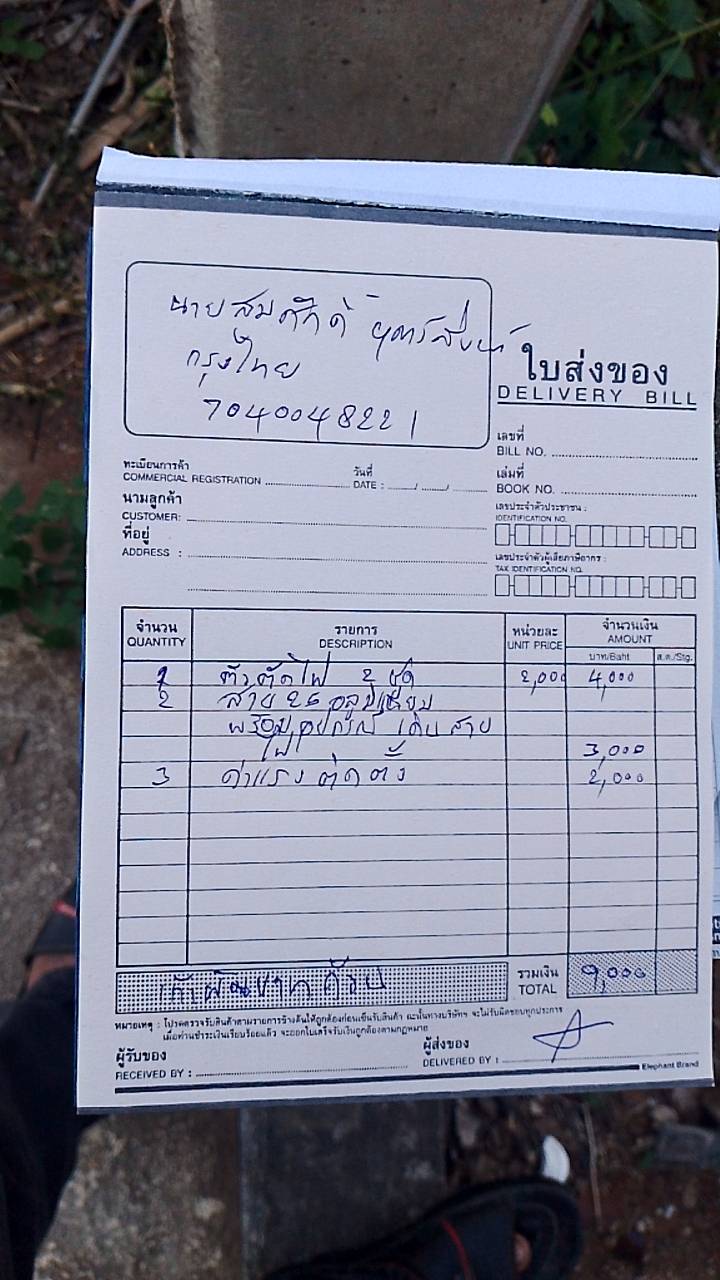 นายสมศักดิ์
กรุงไทย
7040048221
ใบส่งของ
DELIVERY BILL
เลขที่
BILL NO.
เล่มที่
BOOK NO.
ทะเบียนการค้า
COMMERCIAL REGISTRATION
วันที่
DATE :
นามลูกค้า
CUSTOMER:
ที่อยู่
ADDRESS :
เลขประจำตัวประชาชน :
IDENTIFICATION NO.
เลขประจำตัวผู้เสียภาษีอากร :
TAX IDENTIFICATION NO.
จำนวน รายการ หน่วยละ จำนวนเงิน
QUANTITY DESCRIPTION UNIT PRICE AMOUNT
บาท/Baht ส.ต./Stg.
1 ตัวตัดไฟ 2 ชุด 2,000 4,000
2 สาย 25 อลูมิเนียม
พร้อมอุปกรณ์ เดินสาย
ไฟ 3,000
3 ค่าแรง ติดตั้ง 2,000
เก้าพันบาทถ้วน
รวมเงิน
TOTAL 9,000
หมายเหตุ : โปรดตรวจรับสินค้าตามรายการข้างต้นให้ถูกต้องก่อนเซ็นรับสินค้า ฉะนั้นทางบริษัทฯ จะไม่รับผิดชอบทุกประการ
เมื่อท่านชำระเงินเรียบร้อยแล้ว จะออกใบเสร็จรับเงินถูกต้องตามกฎหมาย
ผู้รับของ
RECEIVED BY :
ผู้ส่งของ
DELIVERED BY :
Elephant Brand